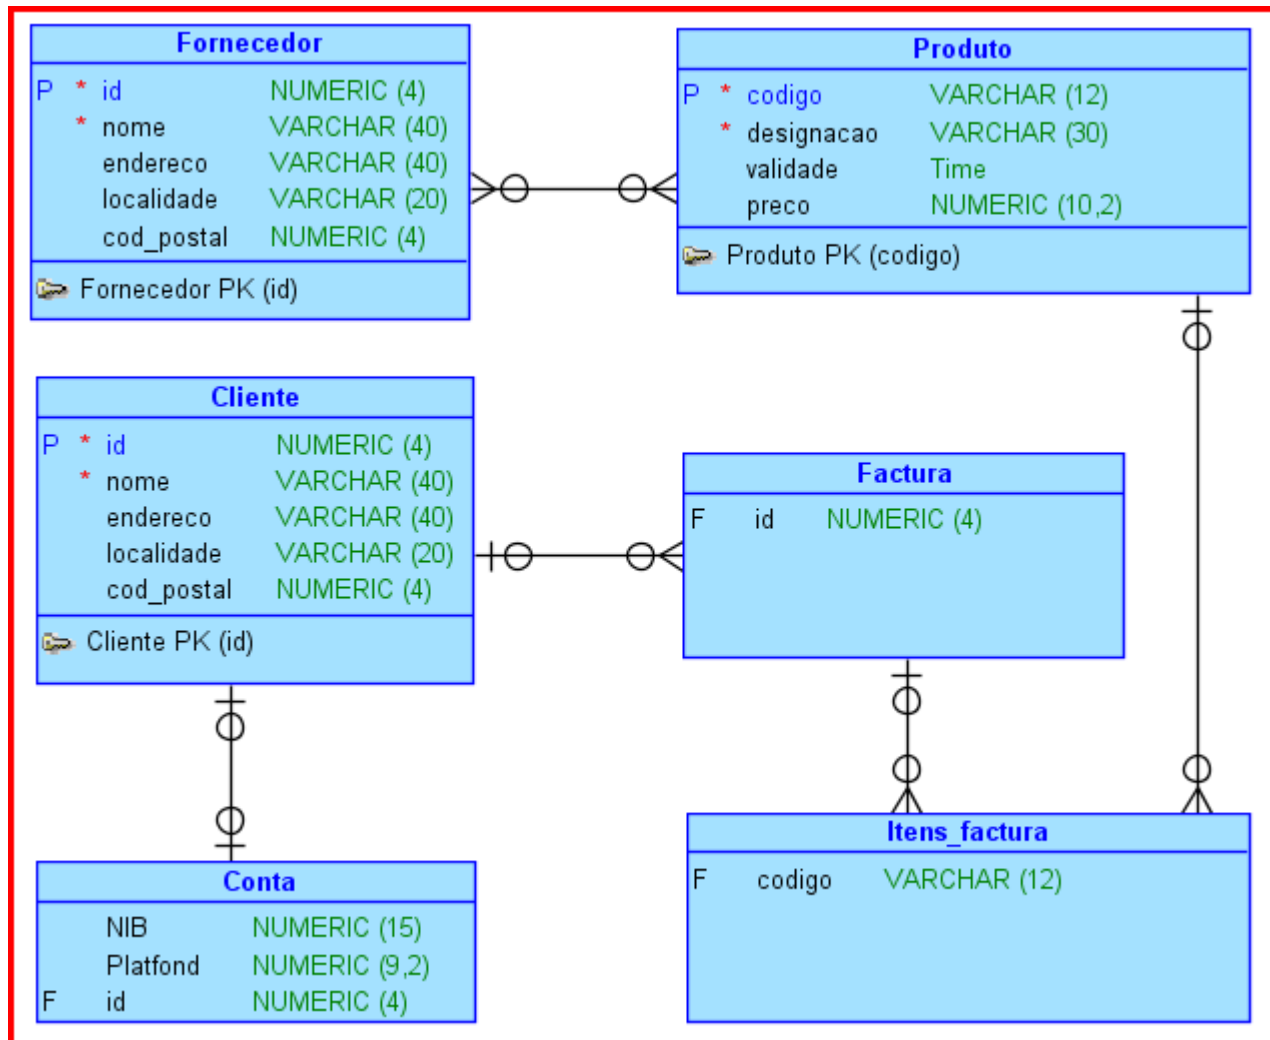 Fornecedor
P * id NUMERIC (4)
* nome VARCHAR (40)
endereco VARCHAR (40)
localidade VARCHAR (20)
cod_postal NUMERIC (4)
Fornecedor PK (id)
Produto
P * codigo VARCHAR (12)
* designacao VARCHAR (30)
validade Time
preco NUMERIC (10,2)
Produto PK (codigo)
Cliente
P * id NUMERIC (4)
* nome VARCHAR (40)
endereco VARCHAR (40)
localidade VARCHAR (20)
cod_postal NUMERIC (4)
Cliente PK (id)
Factura
F id NUMERIC (4)
Conta
NIB NUMERIC (15)
Platfond NUMERIC (9,2)
F id NUMERIC (4)
Itens_factura
F codigo VARCHAR (12)